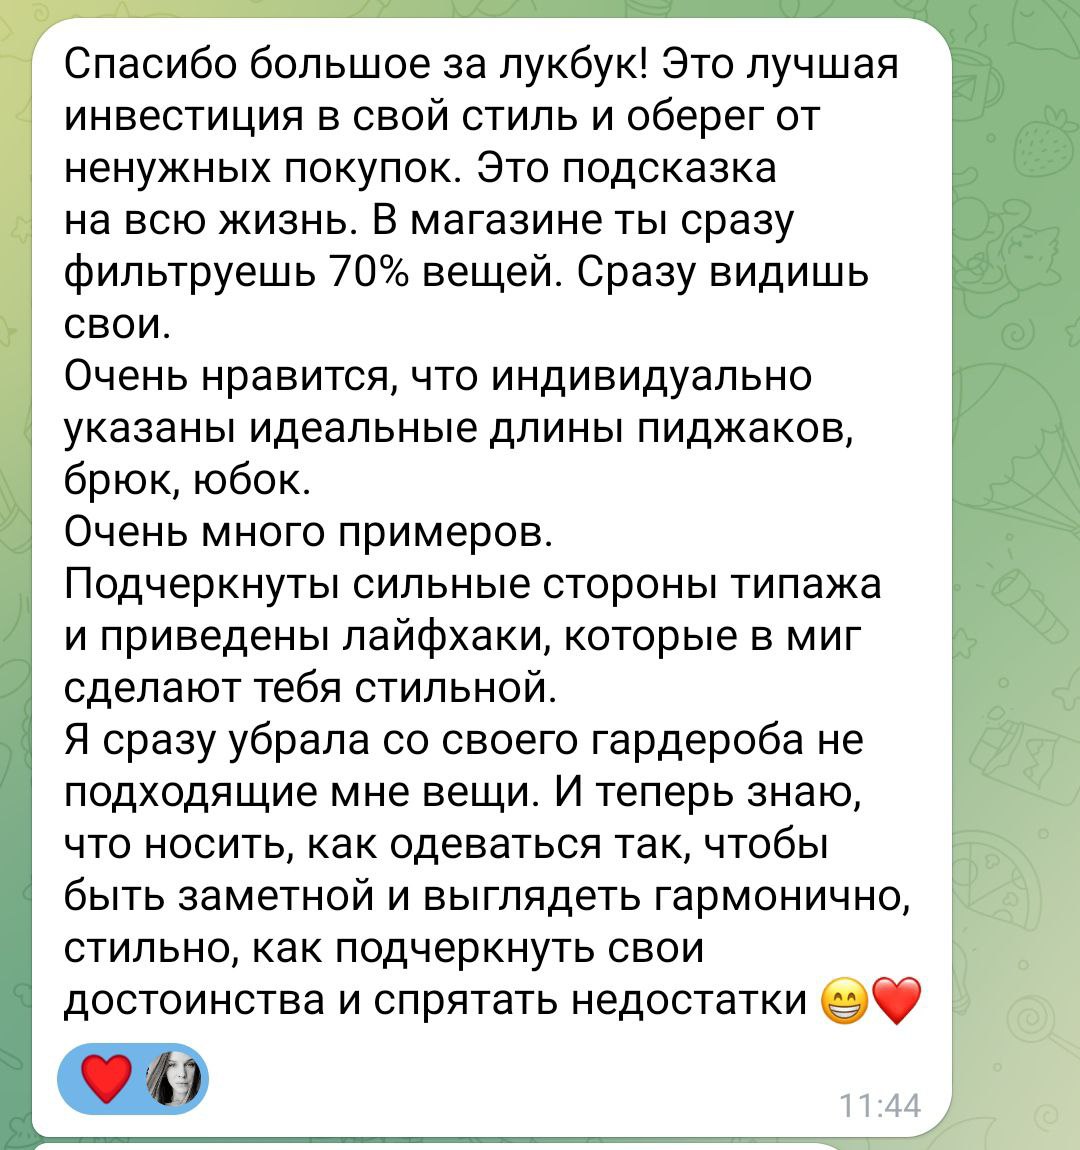 Спасибо большое за лукбук! Это лучшая
инвестиция в свой стиль и оберег от
ненужных покупок. Это подсказка
на всю жизнь. В магазине ты сразу
фильтруешь 70% вещей. Сразу видишь
свои.
Очень нравится, что индивидуально
указаны идеальные длины пиджаков,
брюк, юбок.
Очень много примеров.
Подчеркнуты сильные стороны типажа
и приведены лайфхаки, которые в миг
сделают тебя стильной.
Я сразу убрала со своего гардероба не
подходящие мне вещи. И теперь знаю,
что носить, как одеваться так, чтобы
быть заметной и выглядеть гармонично,
стильно, как подчеркнуть свои
достоинства и спрятать недостатки 😁❤️
11:44